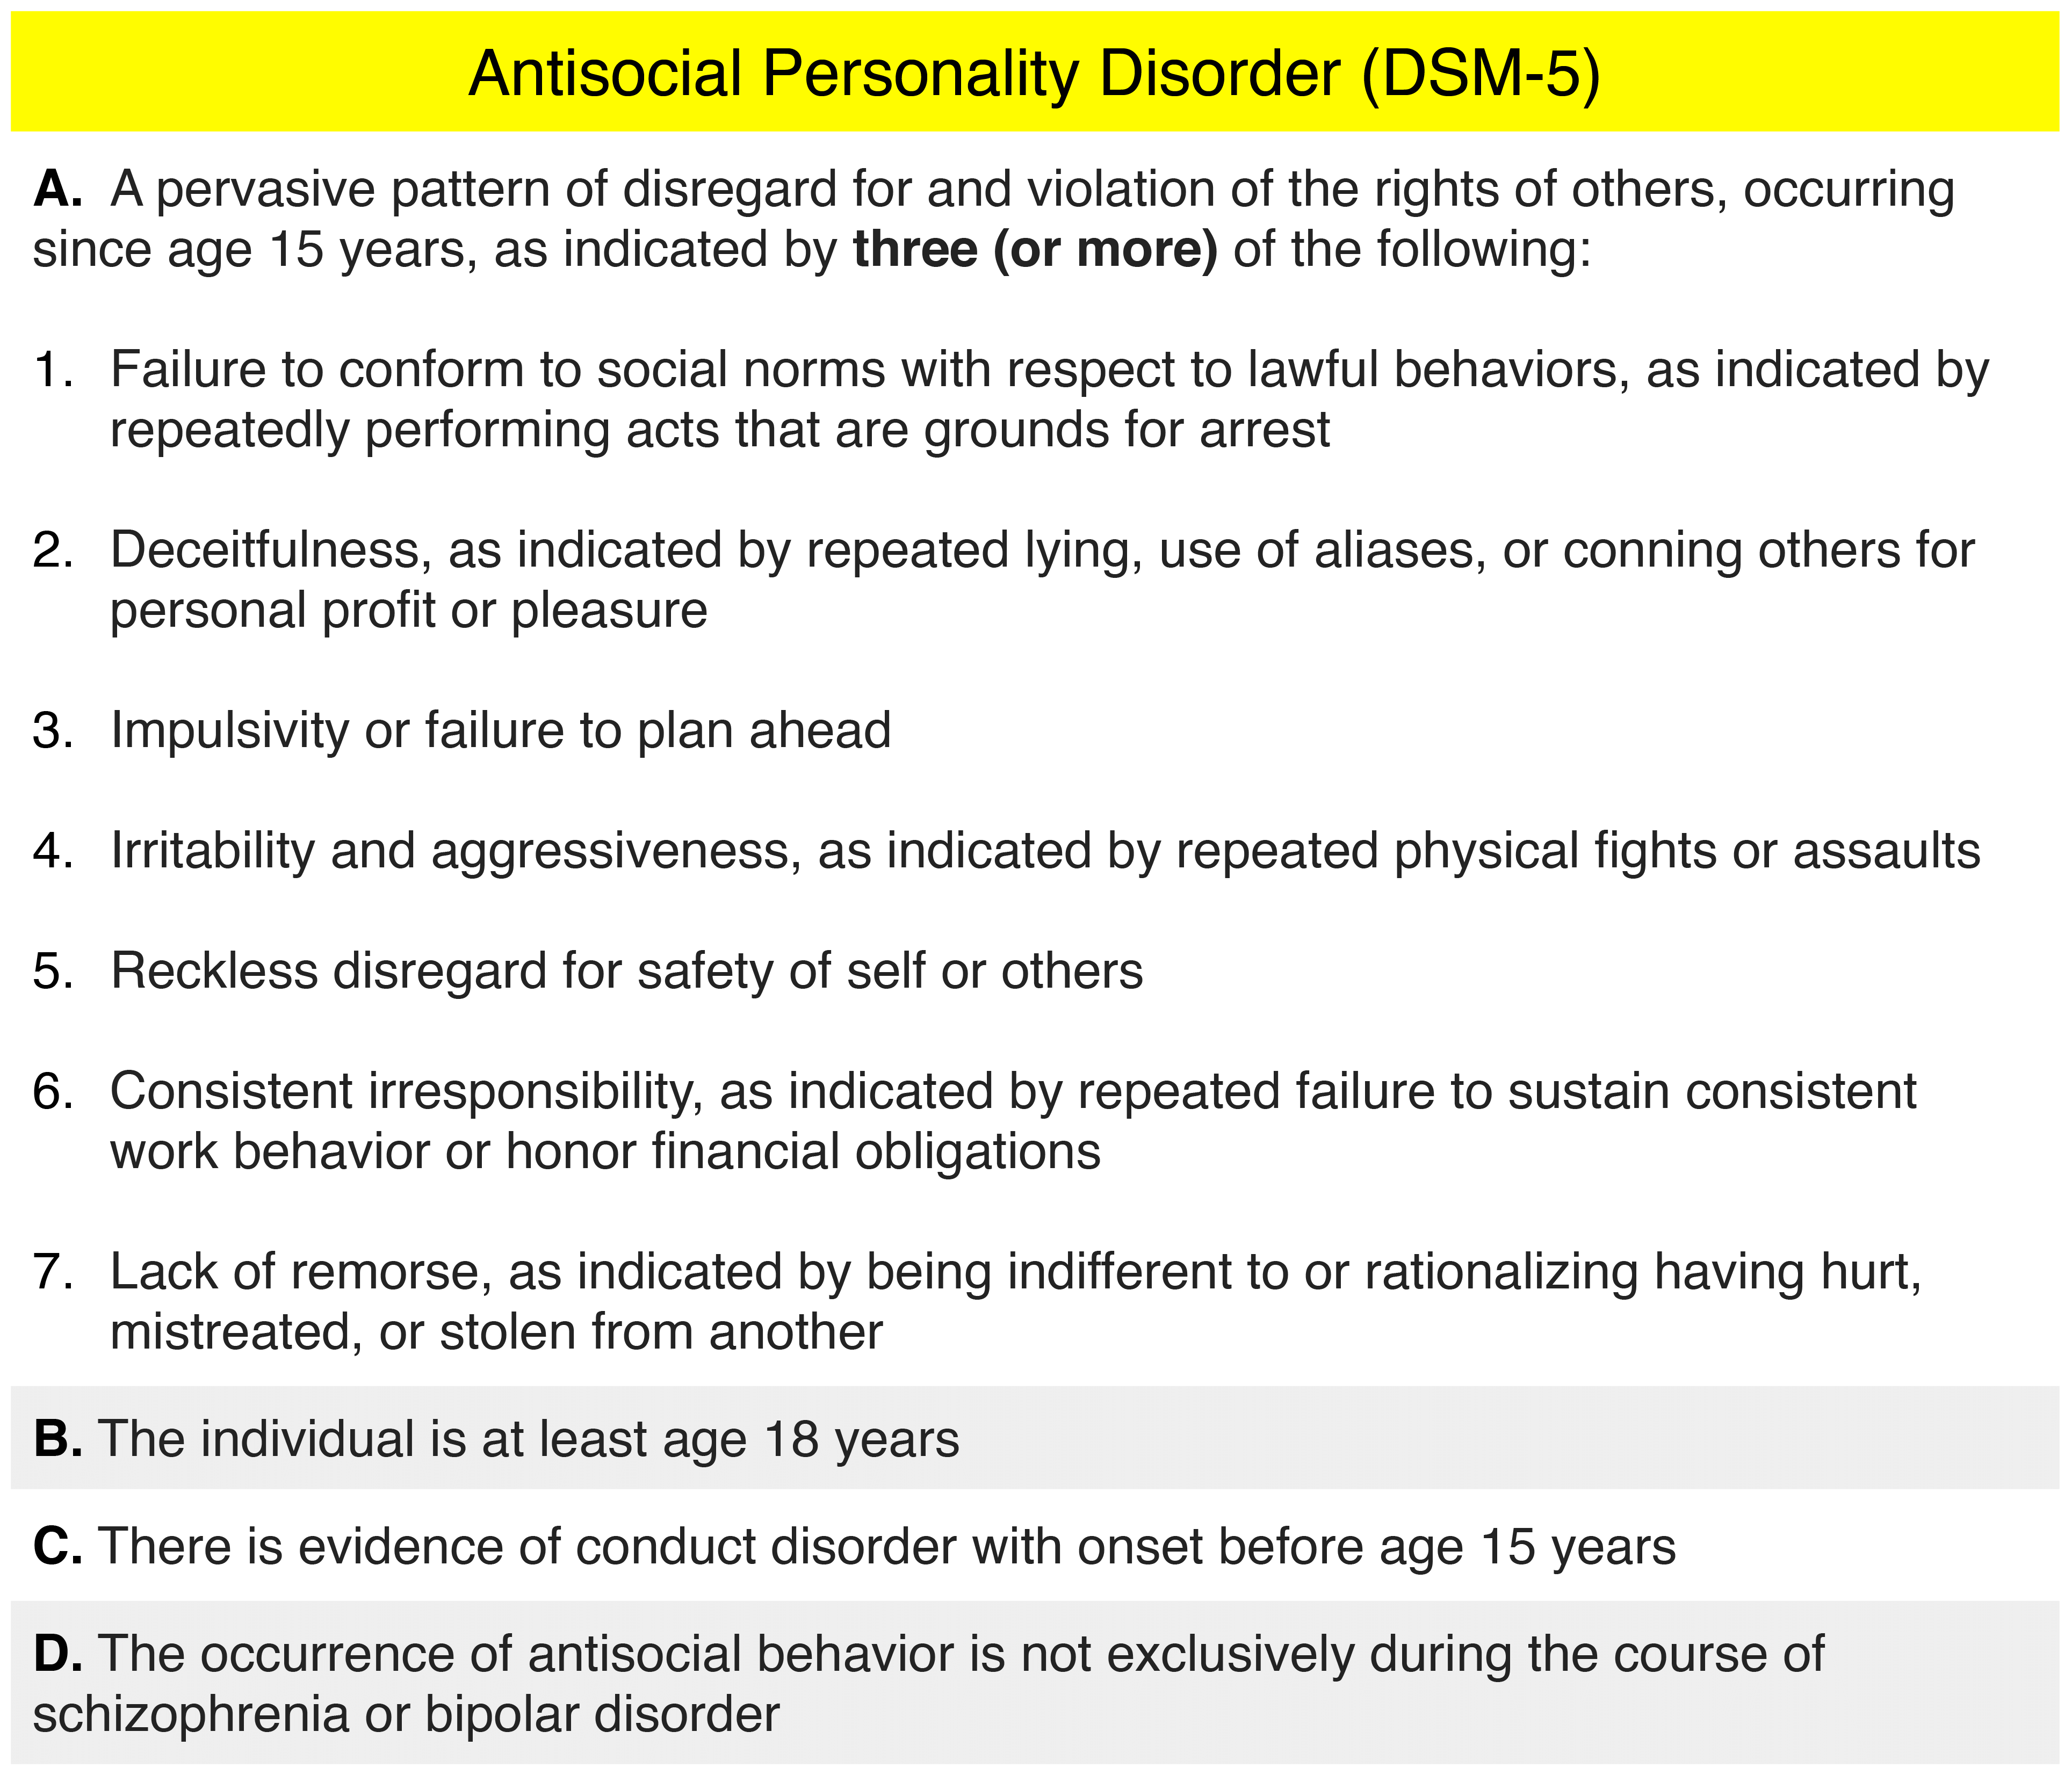 Antisocial Personality Disorder (DSM-5)
A. A pervasive pattern of disregard for and violation of the rights of others, occurring
since age 15 years, as indicated by three (or more) of the following:
1. Failure to conform to social norms with respect to lawful behaviors, as indicated by
repeatedly performing acts that are grounds for arrest
2. Deceitfulness, as indicated by repeated lying, use of aliases, or conning others for
personal profit or pleasure
3. Impulsivity or failure to plan ahead
4. Irritability and aggressiveness, as indicated by repeated physical fights or assaults
5. Reckless disregard for safety of self or others
6. Consistent irresponsibility, as indicated by repeated failure to sustain consistent
work behavior or honor financial obligations
7. Lack of remorse, as indicated by being indifferent to or rationalizing having hurt,
mistreated, or stolen from another
B. The individual is at least age 18 years
C. There is evidence of conduct disorder with onset before age 15 years
D. The occurrence of antisocial behavior is not exclusively during the course of
schizophrenia or bipolar disorder